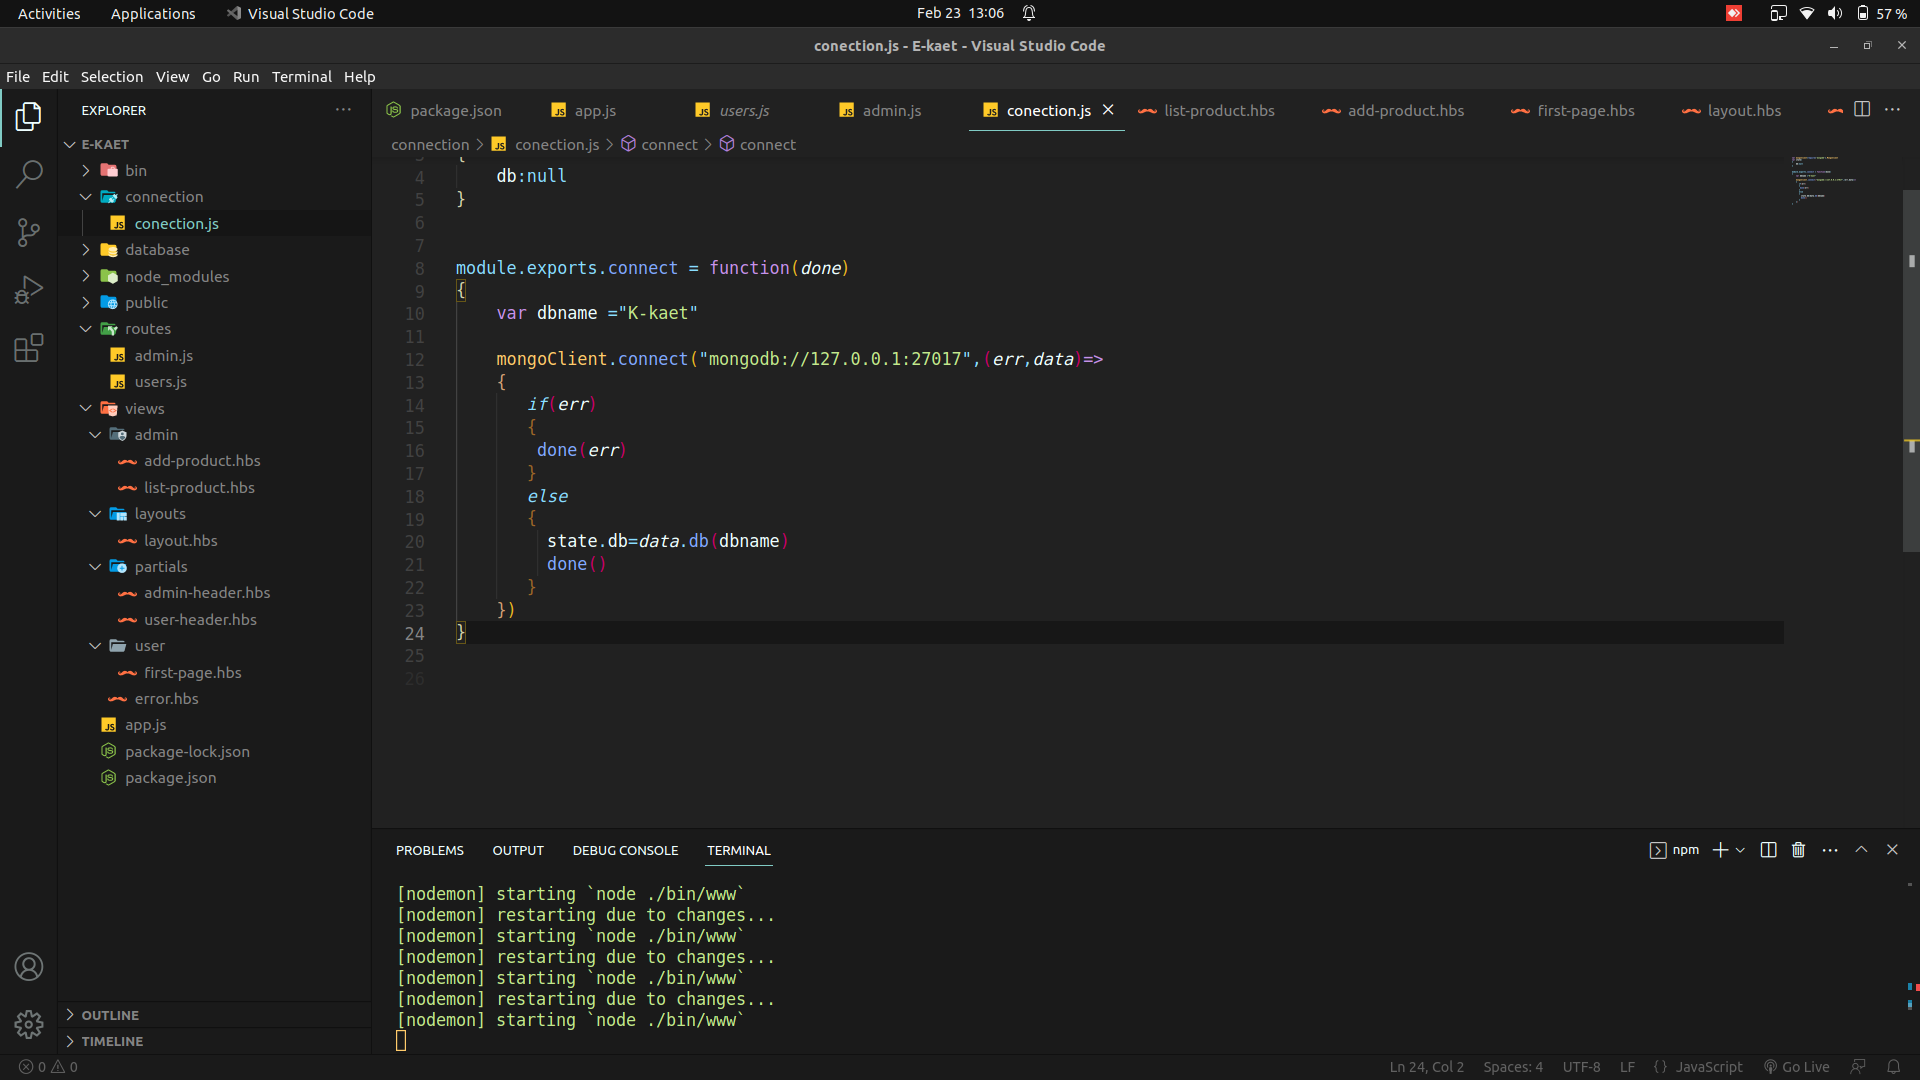 Activities Applications Visual Studio Code Feb 23 13:06 57 %
conection.js - E-kaet - Visual Studio Code
File Edit Selection View Go Run Terminal Help
EXPLORER
E-KAET
bin
connection
conection.js
database
node_modules
public
routes
admin.js
users.js
views
admin
add-product.hbs
list-product.hbs
layouts
layout.hbs
partials
admin-header.hbs
user-header.hbs
user
first-page.hbs
error.hbs
app.js
package-lock.json
package.json
OUTLINE
TIMELINE
package.json app.js users.js admin.js conection.js list-product.hbs add-product.hbs first-page.hbs layout.hbs
connection > conection.js > connect > connect
4 db:null
5 }
6
7
8 module.exports.connect = function(done)
9 {
10 var dbname ="K-kaet"
11
12 mongoClient.connect("mongodb://127.0.0.1:27017",(err,data)=>
13 {
14 if(err)
15 {
16 done(err)
17 }
18 else
19 {
20 state.db=data.db(dbname)
21 done()
22 }
23 })
24 }
25
26
PROBLEMS OUTPUT DEBUG CONSOLE TERMINAL npm
[nodemon] starting `node ./bin/www`
[nodemon] restarting due to changes...
[nodemon] starting `node ./bin/www`
[nodemon] restarting due to changes...
[nodemon] starting `node ./bin/www`
[nodemon] restarting due to changes...
[nodemon] starting `node ./bin/www`
0 0 Ln 24, Col 2 Spaces: 4 UTF-8 LF {} JavaScript Go Live